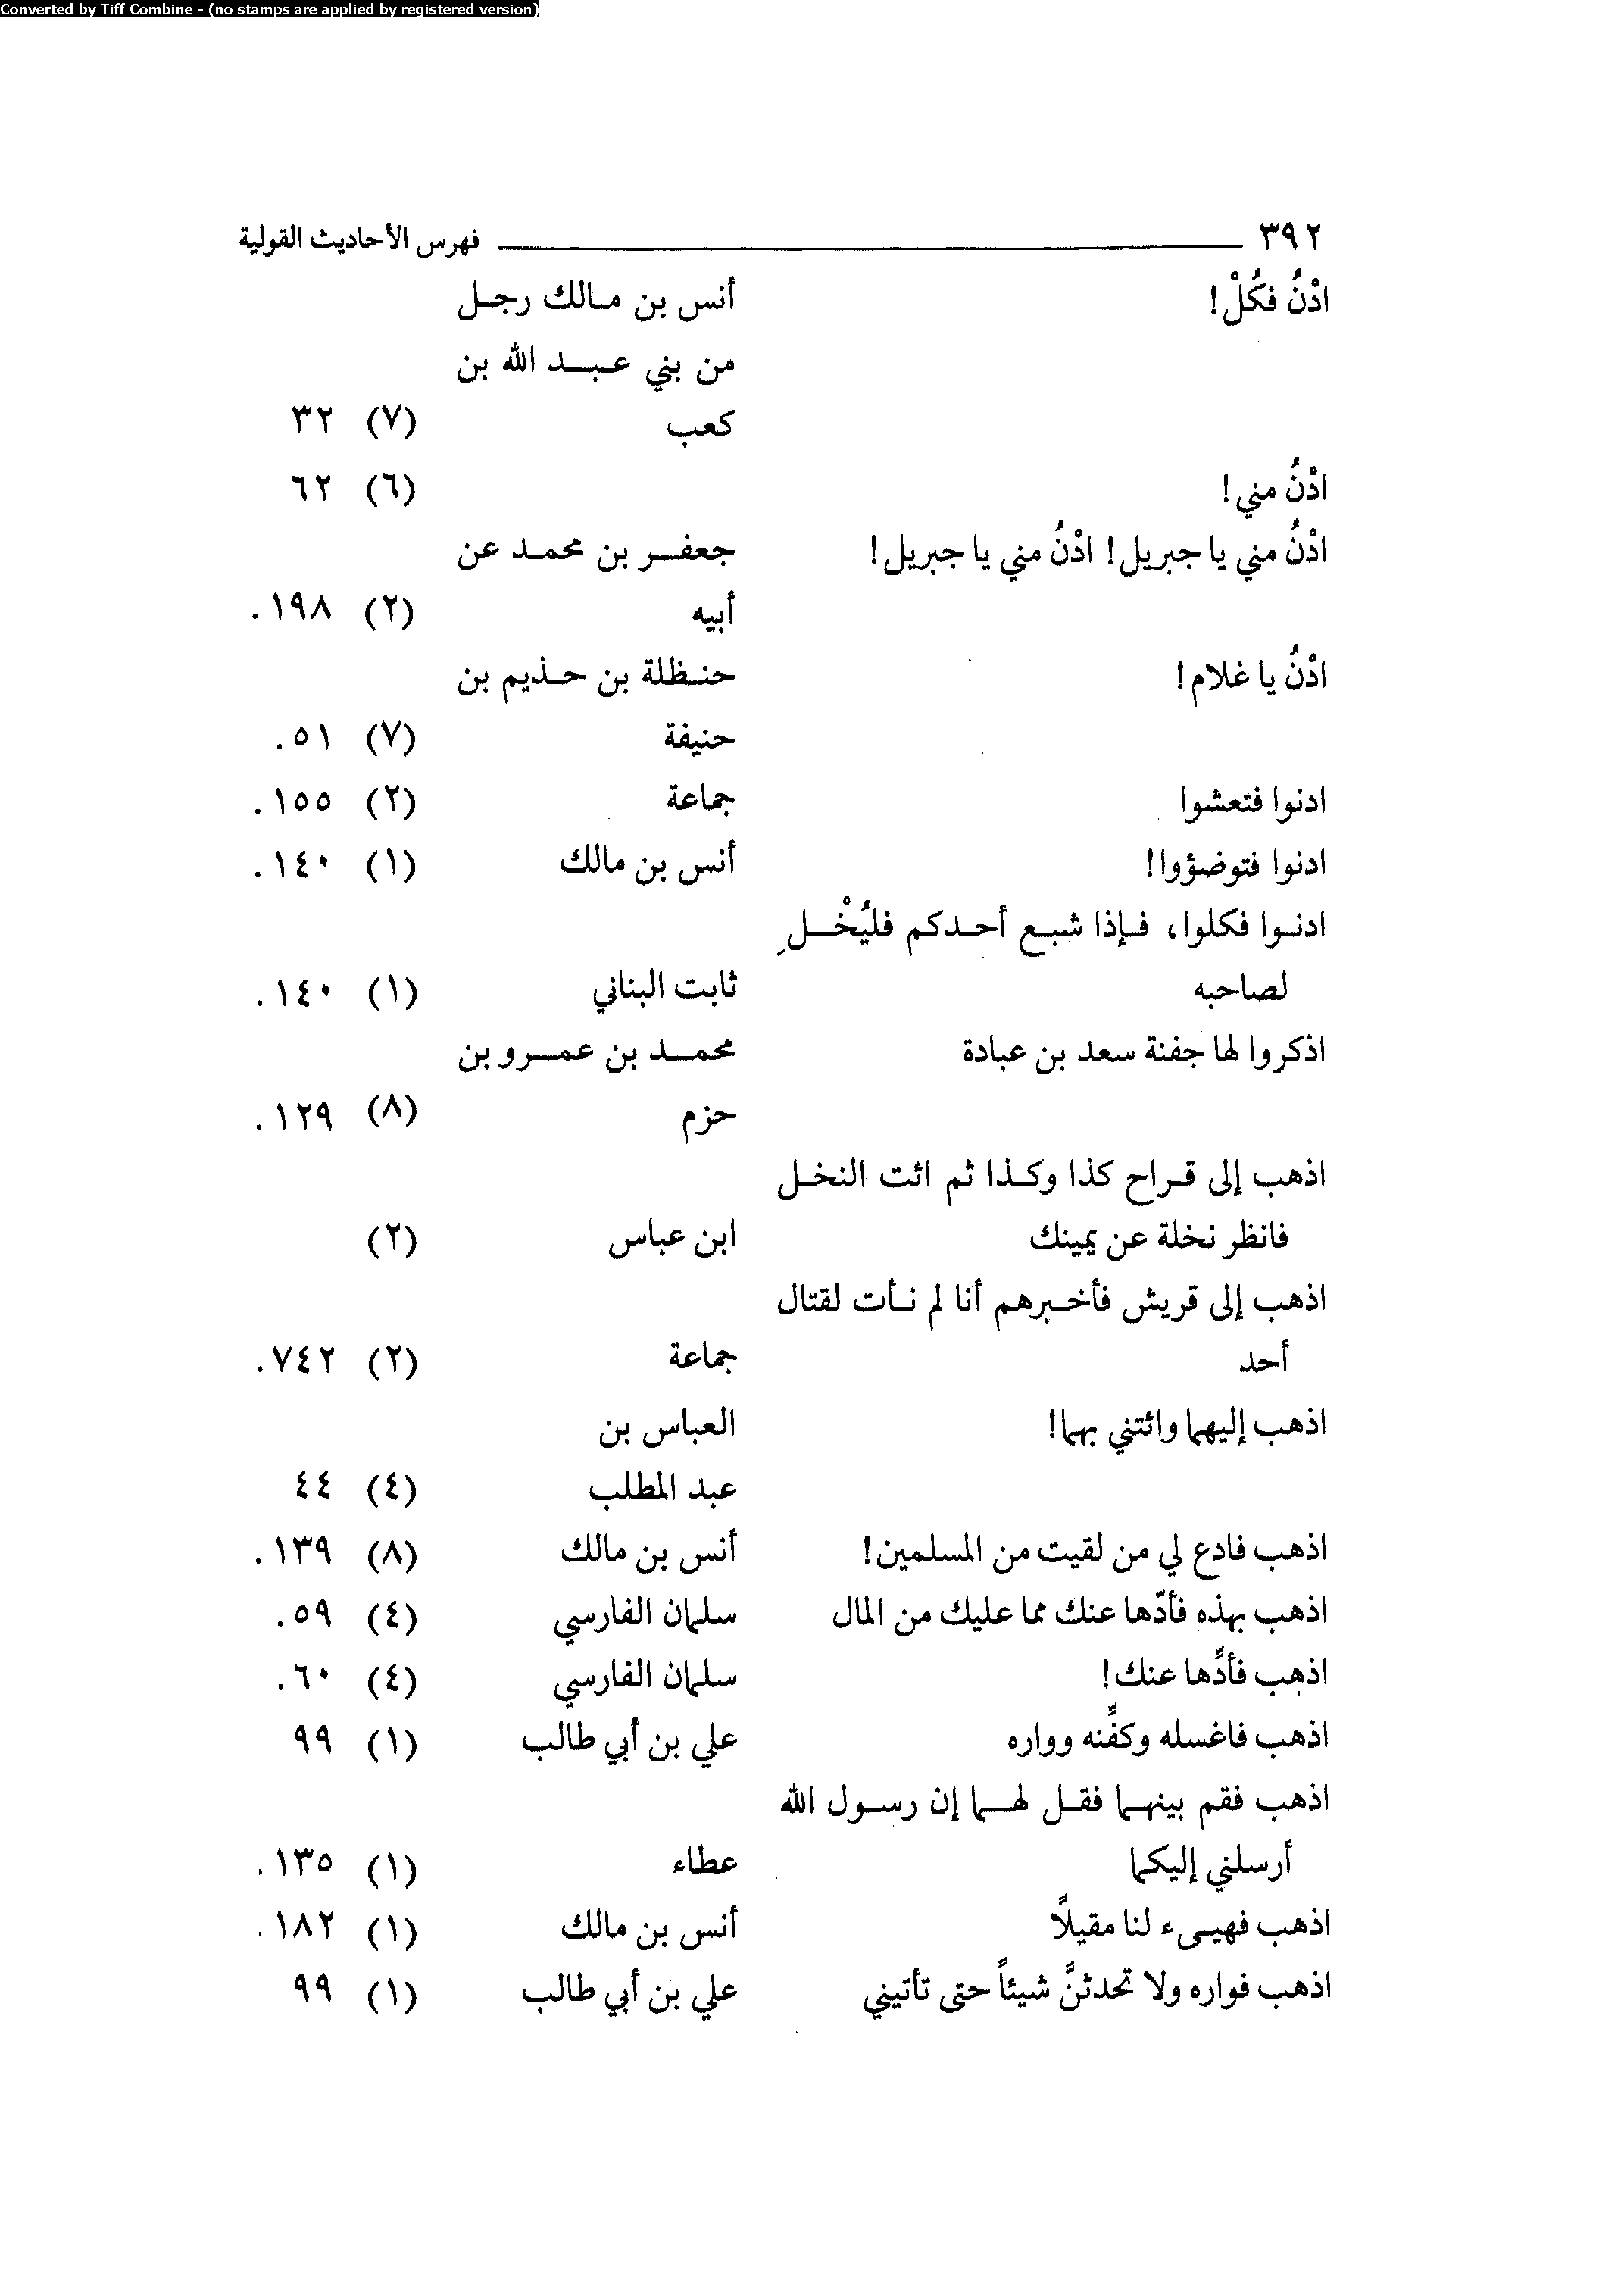 Converted by Tiff Combine - (no stamps are applied by registered version)
٣٩٢ فهرس الأحاديث القولية
ادْنُ فكُلْ! أنس بن مالك رجل
من بني عبد الله بن
كعب (٧) ٣٢
ادْنُ مني! (٦) ٦٢
ادْنُ مني يا جبريل! ادْنُ مني يا جبريل! جعفر بن محمد عن
أبيه (٢) ١٩٨.
ادْنُ يا غلام! حنظلة بن حذيم بن
حنيفة (٧) ٥١.
ادنوا فتعشوا جماعة (٢) ١٥٥.
ادنوا فتوضؤوا! أنس بن مالك (١) ١٤٠.
ادنوا فكلوا، فإذا شبع أحدكم فليُخْلِ
لصاحبه ثابت البناني (١) ١٤٠.
اذكروا لها جفنة سعد بن عبادة محمد بن عمرو بن
حزم (٨) ١٢٩.
اذهب إلى قراح كذا وكذا ثم ائت النخل
فانظر نخلة عن يمينك ابن عباس (٢)
اذهب إلى قريش فأخبرهم أنا لم نأت لقتال
أحد جماعة (٢) ٧٤٢.
اذهب إليهما وائتني بهما! العباس بن
عبد المطلب (٤) ٤٤
اذهب فادع لي من لقيت من المسلمين! أنس بن مالك (٨) ١٣٩.
اذهب بهذه فأدّها عنك مما عليك من المال سلمان الفارسي (٤) ٥٩.
اذهب فأدِّها عنك! سلمان الفارسي (٤) ٦٠.
اذهب فاغسله وكفِّنه وواره علي بن أبي طالب (١) ٩٩
اذهب فقم بينهما فقل لهما إن رسول الله
أرسلني إليكما عطاء (١) ١٣٥.
اذهب فهيىء لنا مقيلًا أنس بن مالك (١) ١٨٢.
اذهب فواره ولا تحدثنَّ شيئاً حتى تأتيني علي بن أبي طالب (١) ٩٩